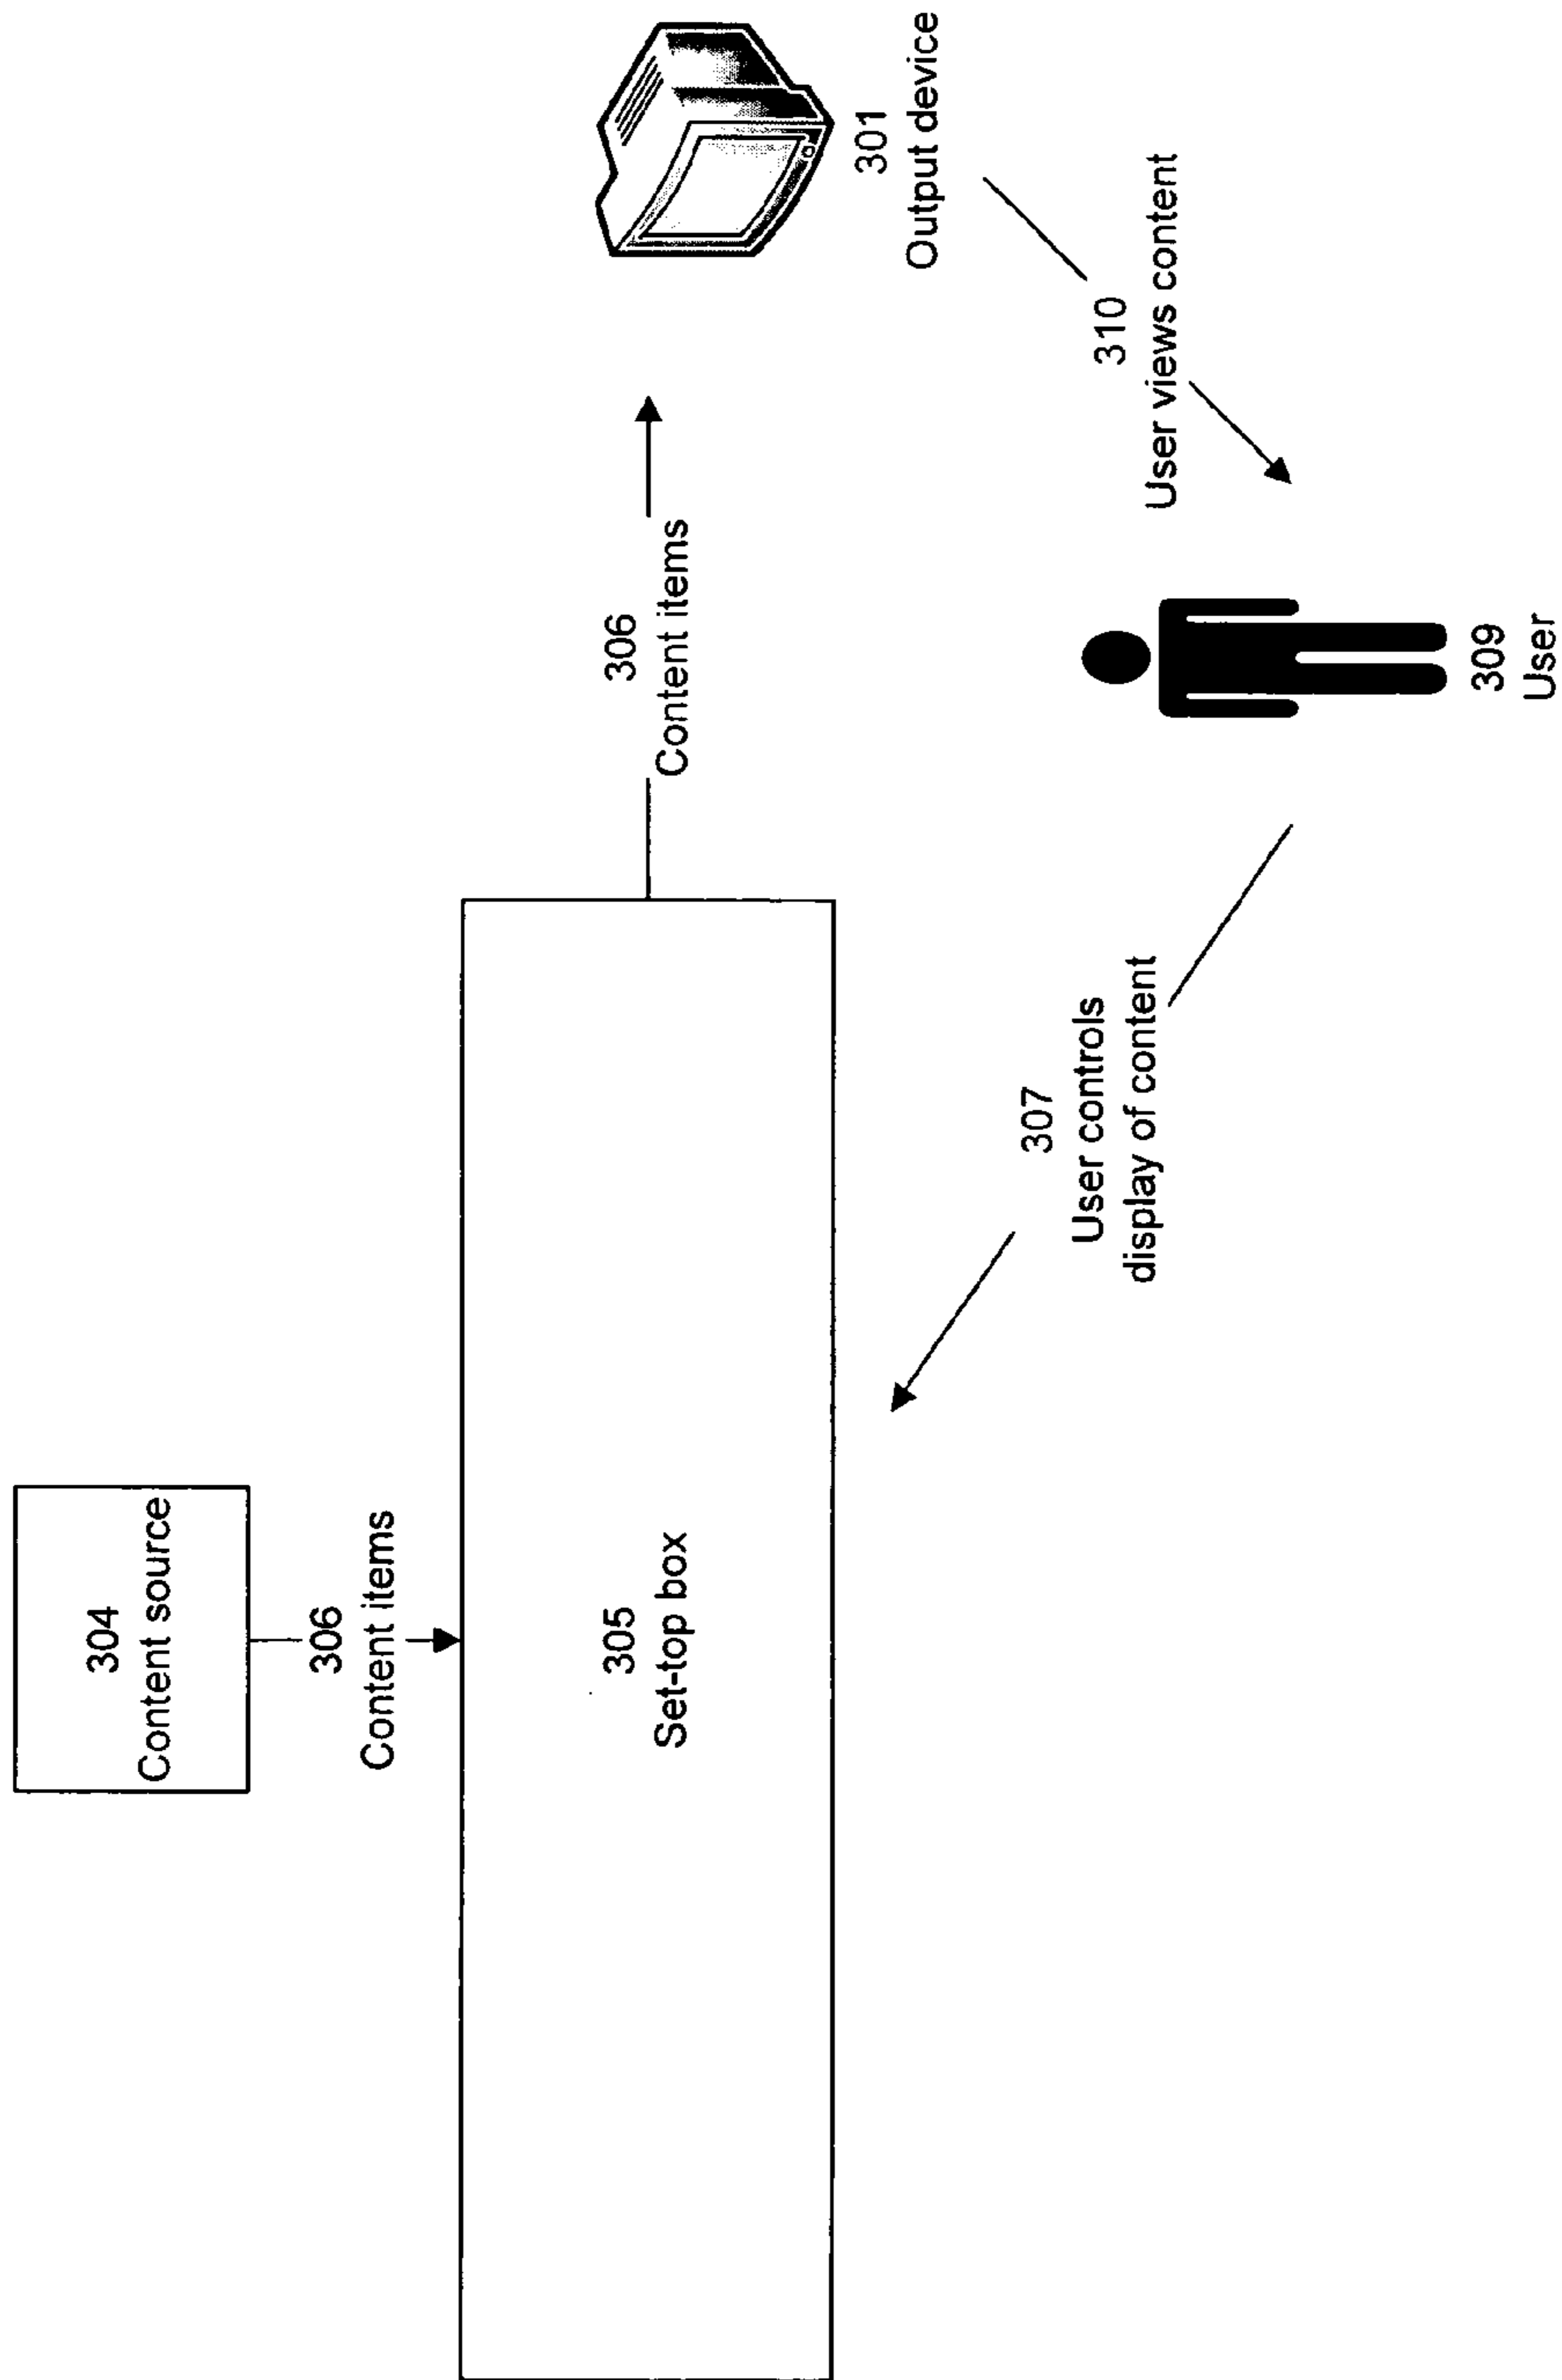 304
Content source
306
Content items
305
Set-top box
306
Content items
301
Output device
307
User controls
display of content
310
User views content
309
User